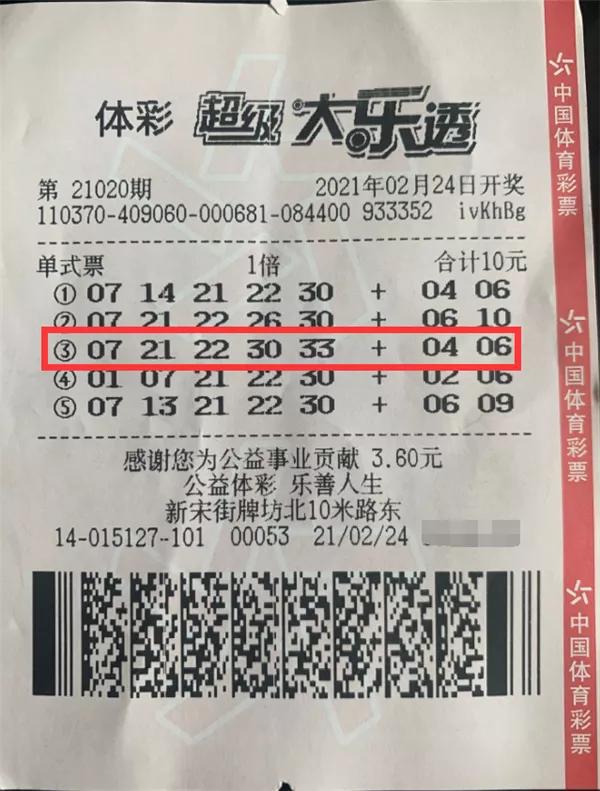 体彩 超级大乐透
第 21020期 2021年02月24日开奖
110370-409060-000681-084400 933352 ivKhBg
单式票 1倍 合计10元
① 07 14 21 22 30 + 04 06
② 07 21 22 26 30 + 06 10
③ 07 21 22 30 33 + 04 06
④ 01 07 21 22 30 + 02 06
⑤ 07 13 21 22 30 + 06 09
感谢您为公益事业贡献 3.60元
公益体彩 乐善人生
新宋街牌坊北10米路东
14-015127-101 00053 21/02/24
中国体育彩票
中国体育彩票
中国体育彩票